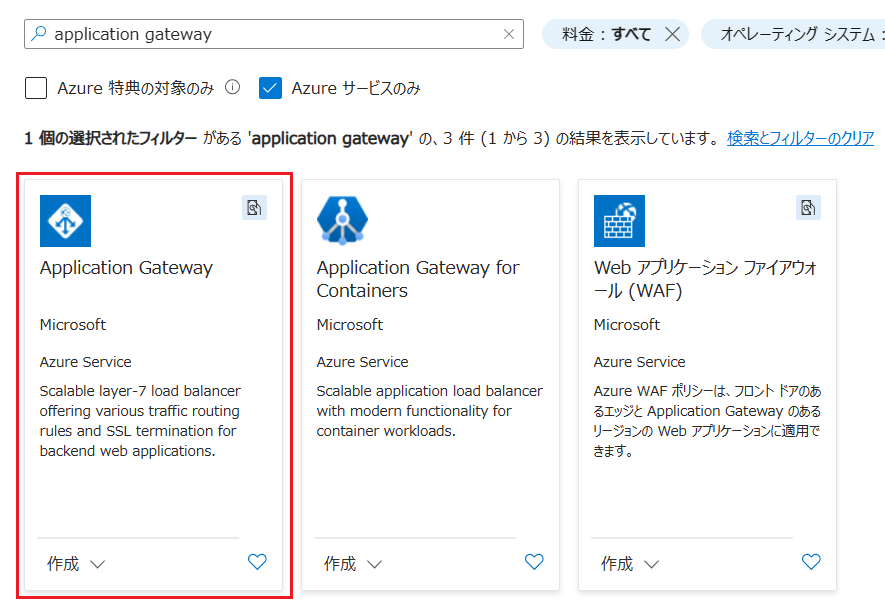 application gateway
料金 : すべて
オペレーティング システム :
Azure 特典の対象のみ
Azure サービスのみ
1 個の選択されたフィルター がある 'application gateway' の、3 件 (1 から 3) の結果を表示しています。 検索とフィルターのクリア
Application Gateway
Microsoft
Azure Service
Scalable layer-7 load balancer
offering various traffic routing
rules and SSL termination for
backend web applications.
作成
Application Gateway for
Containers
Microsoft
Azure Service
Scalable application load balancer
with modern functionality for
container workloads.
作成
Web アプリケーション ファイアウォ
ール (WAF)
Microsoft
Azure Service
Azure WAF ポリシーは、フロント ドアのあ
るエッジと Application Gateway のある
リージョンの Web アプリケーションに適用で
きます。
作成